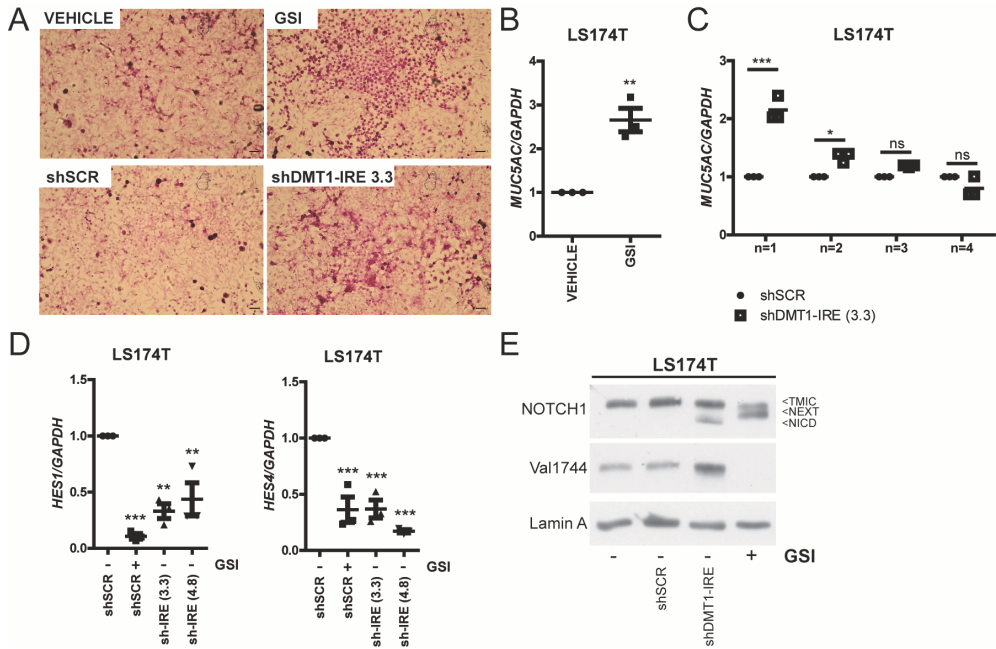 A
VEHICLE
GSI
shSCR
shDMT1-IRE 3.3
B
LS174T
MUC5AC/GAPDH
4
3
2
1
0
**
VEHICLE
GSI
C
LS174T
MUC5AC/GAPDH
3
2
1
0
***
*
ns
ns
n=1
n=2
n=3
n=4
shSCR
shDMT1-IRE (3.3)
D
LS174T
HES1/GAPDH
1.5
1.0
0.5
0.0
***
**
**
- + - - GSI
shSCR
shSCR
sh-IRE (3.3)
sh-IRE (4.8)
LS174T
HES4/GAPDH
1.5
1.0
0.5
0.0
***
***
***
- + - - GSI
shSCR
shSCR
sh-IRE (3.3)
sh-IRE (4.8)
E
LS174T
NOTCH1
<TMIC
<NEXT
<NICD
Val1744
Lamin A
- - - + GSI
shSCR
shDMT1-IRE